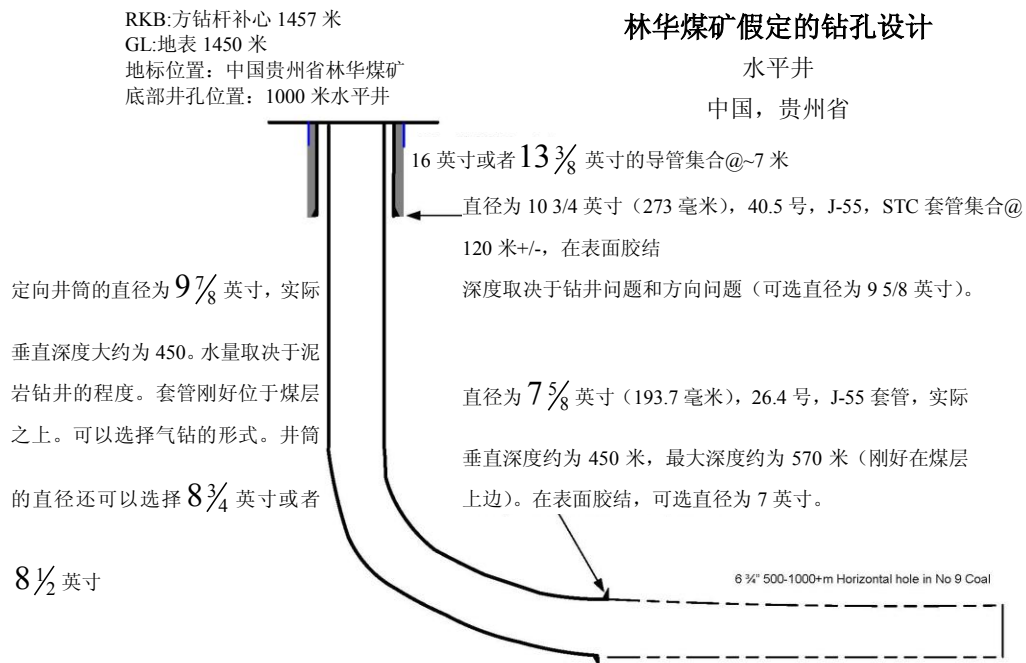 RKB:方钻杆补心 1457 米
GL:地表 1450 米
地标位置：中国贵州省林华煤矿
底部井孔位置：1000 米水平井
林华煤矿假定的钻孔设计
水平井
中国，贵州省
16 英寸或者 13 ⅜ 英寸的导管集合@~7 米
直径为 10 3/4 英寸（273 毫米），40.5 号，J-55，STC 套管集合@
120 米+/-，在表面胶结
深度取决于钻井问题和方向问题（可选直径为 9 5/8 英寸）。
定向井筒的直径为 9 ⅞ 英寸，实际
垂直深度大约为 450。水量取决于泥
岩钻井的程度。套管刚好位于煤层
之上。可以选择气钻的形式。井筒
的直径还可以选择 8 ¾ 英寸或者
8 ½ 英寸
直径为 7 ⅝ 英寸（193.7 毫米），26.4 号，J-55 套管，实际
垂直深度约为 450 米，最大深度约为 570 米（刚好在煤层
上边）。在表面胶结，可选直径为 7 英寸。
6 ¾" 500-1000+m Horizontal hole in No 9 Coal